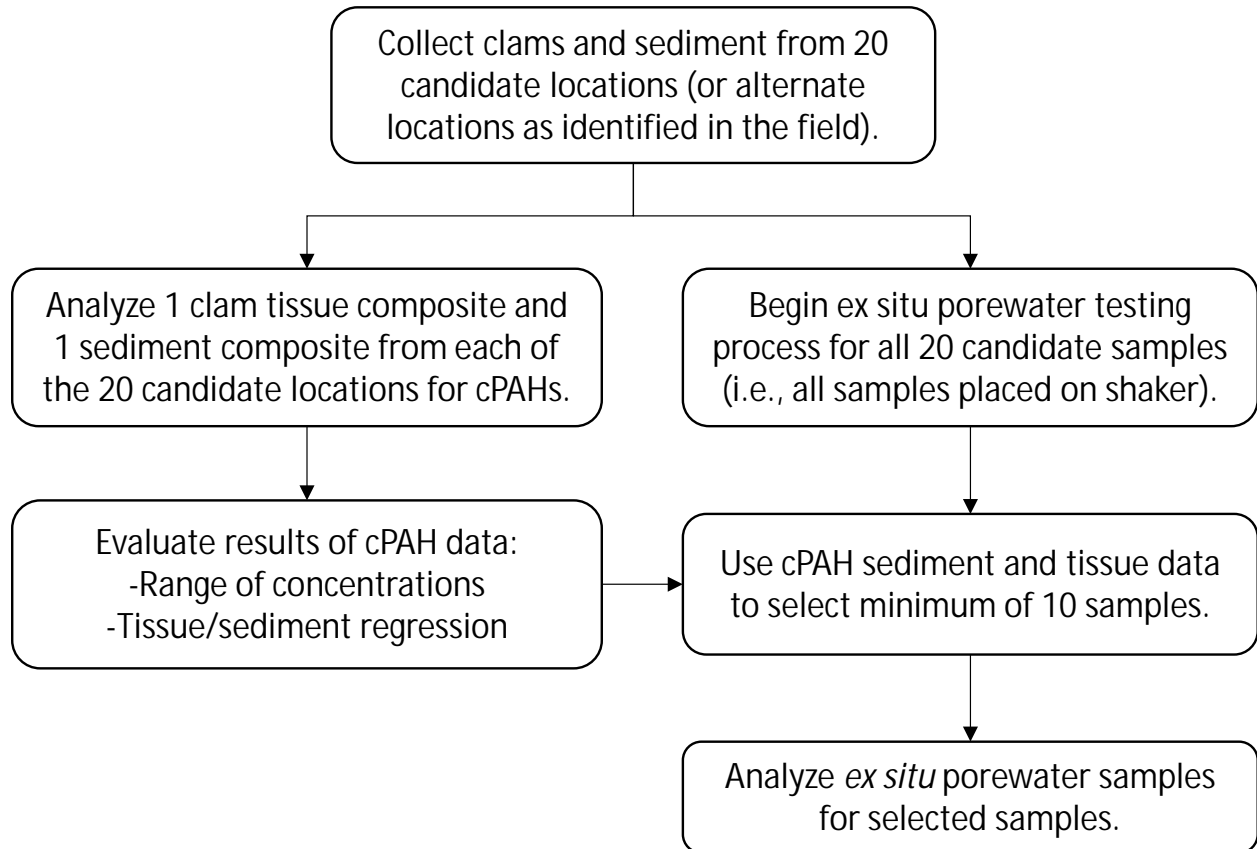 Collect clams and sediment from 20
candidate locations (or alternate
locations as identified in the field).
Analyze 1 clam tissue composite and
1 sediment composite from each of
the 20 candidate locations for cPAHs.
Begin ex situ porewater testing
process for all 20 candidate samples
(i.e., all samples placed on shaker).
Evaluate results of cPAH data:
-Range of concentrations
-Tissue/sediment regression
Use cPAH sediment and tissue data
to select minimum of 10 samples.
Analyze ex situ porewater samples
for selected samples.